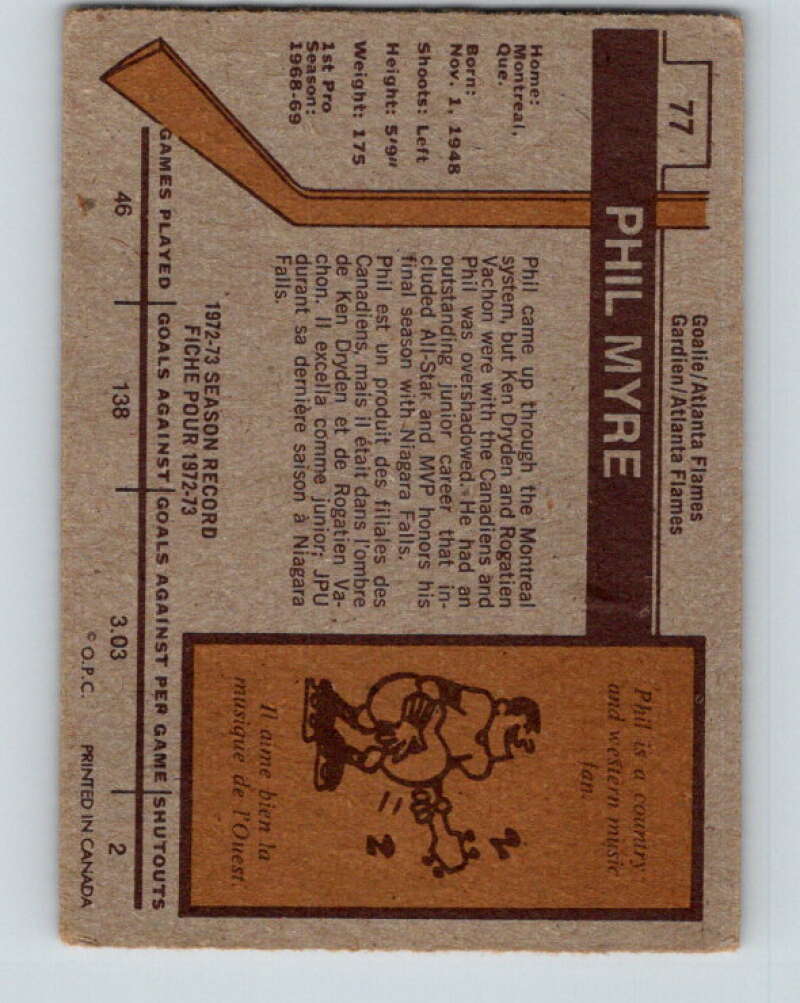 77
Goalie/Atlanta Flames
Gardien/Atlanta Flames
PHIL MYRE
Home:
Montreal,
Que.
Born:
Nov. 1, 1948
Shoots: Left
Height: 5'9"
Weight: 175
1st Pro
Season:
1968-69
Phil came up through the Montreal
system, but Ken Dryden and Rogatien
Vachon were with the Canadiens and
Phil was overshadowed. He had an
outstanding junior career that in-
cluded All-Star and MVP honors his
final season with Niagara Falls.
Phil est un produit des filiales des
Canadiens, mais il était dans l'ombre
de Ken Dryden et de Rogatien Va-
chon. Il excella comme junior; JPU
durant sa dernière saison à Niagara
Falls.
Phil is a country
and western music
fan.
Il aime bien la
musique de l'Ouest.
1972-73 SEASON RECORD
FICHE POUR 1972-73
GAMES PLAYED GOALS AGAINST GOALS AGAINST PER GAME SHUTOUTS
46 138 3.03 2
© O.P.C. PRINTED IN CANADA